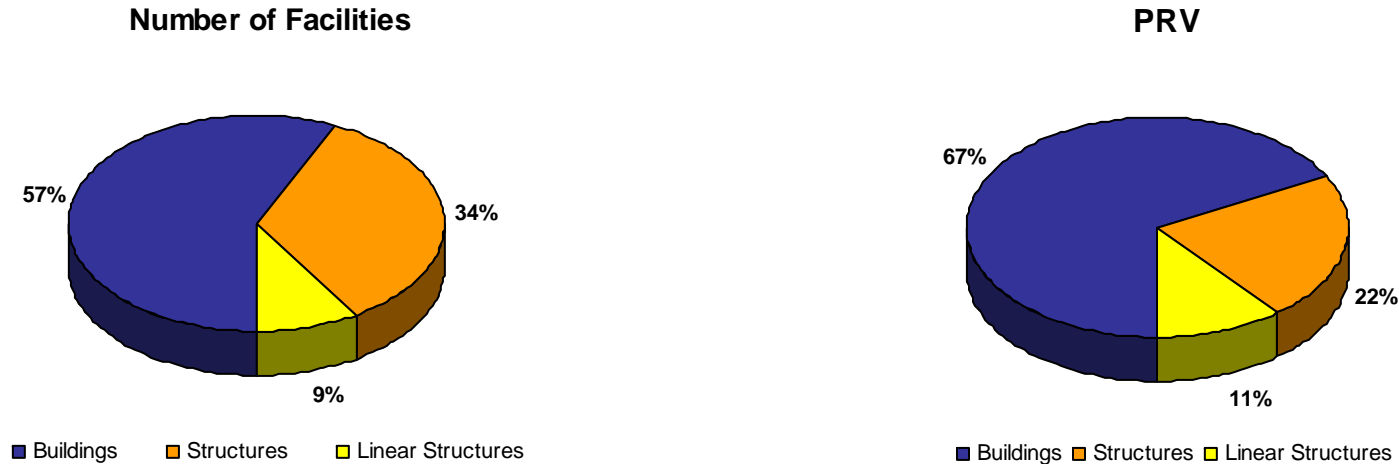 Number of Facilities
57%
34%
9%
Buildings Structures Linear Structures
PRV
67%
22%
11%
Buildings Structures Linear Structures